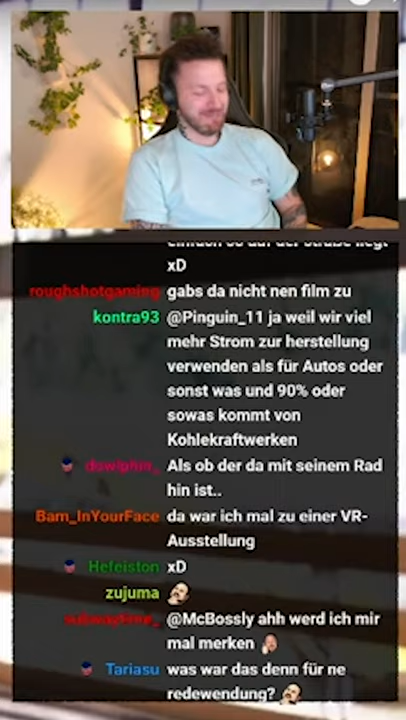 xD
roughshotgaming gabs da nicht nen film zu
kontra93 @Pinguin_11 ja weil wir viel
mehr Strom zur herstellung
verwenden als für Autos oder
sonst was und 90% oder
sowas kommt von
Kohlekraftwerken
Als ob der da mit seinem Rad
hin ist..
Bam_InYourFace da war ich mal zu einer VR-
Ausstellung
Hefeiston xD
zujuma
@McBossly ahh werd ich mir
mal merken
Tariasu was war das denn für ne
redewendung?